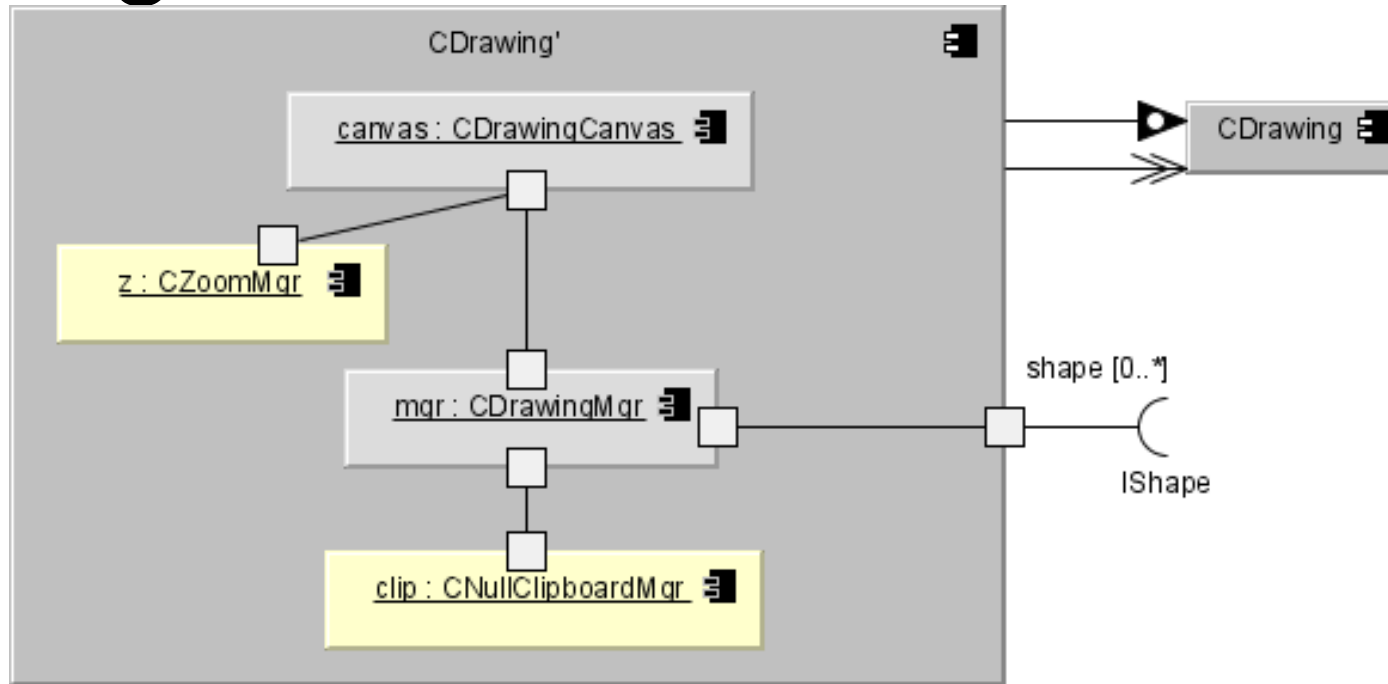 CDrawing'
canvas : CDrawingCanvas
CDrawing
z : CZoomMgr
shape [0..*]
mgr : CDrawingMgr
IShape
clip : CNullClipboardMgr